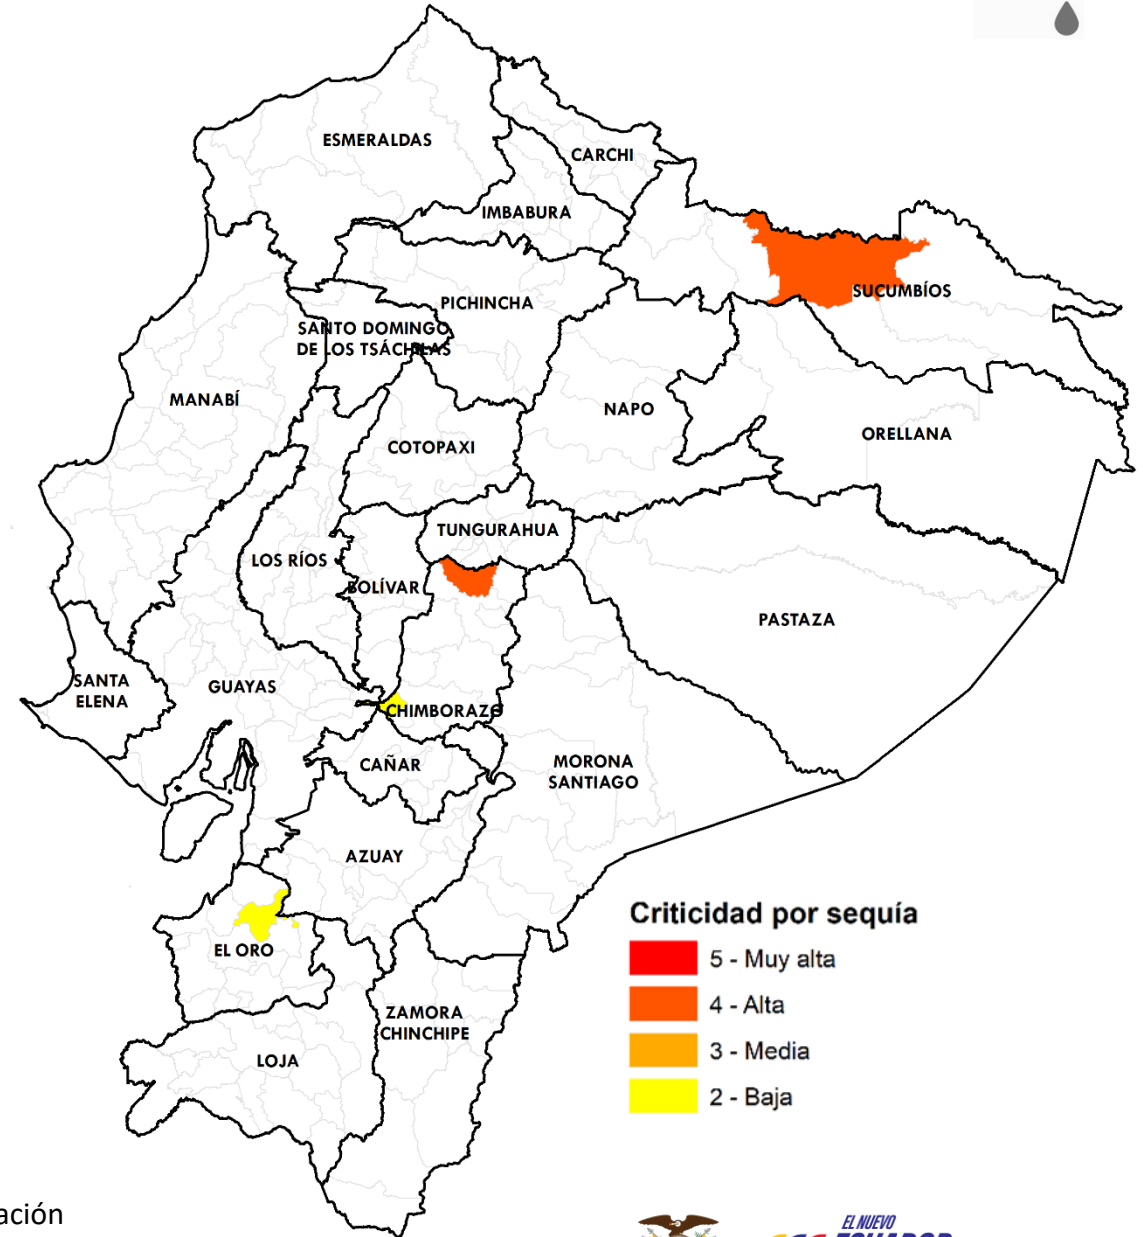 ESMERALDAS
CARCHI
IMBABURA
SUCUMBÍOS
PICHINCHA
SANTO DOMINGO
DE LOS TSÁCHILAS
MANABÍ
NAPO
ORELLANA
COTOPAXI
TUNGURAHUA
LOS RÍOS
BOLÍVAR
PASTAZA
SANTA
ELENA
GUAYAS
CHIMBORAZO
CAÑAR
MORONA
SANTIAGO
AZUAY
EL ORO
ZAMORA
CHINCHIPE
LOJA
Criticidad por sequía
5 - Muy alta
4 - Alta
3 - Media
2 - Baja
ación
EL NUEVO
ECUADOR